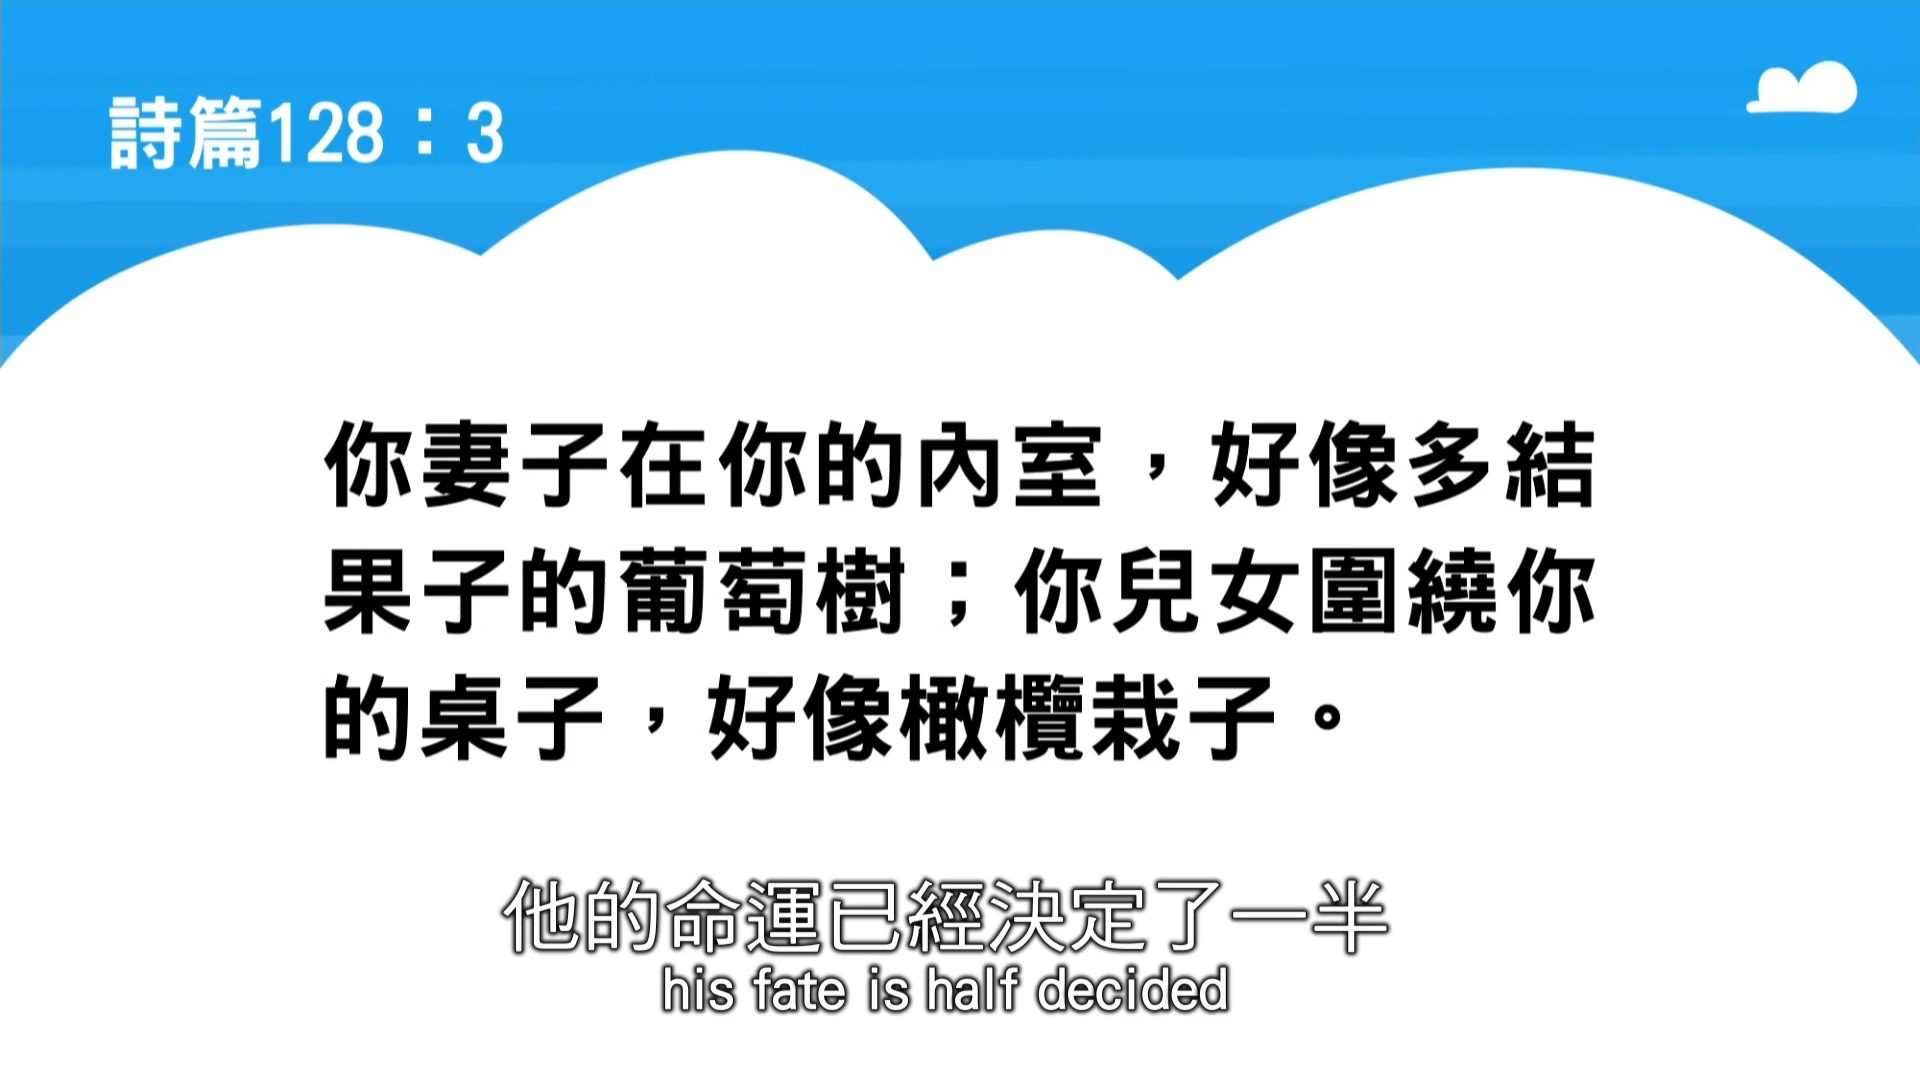 詩篇128：3
你妻子在你的內室，好像多結
果子的葡萄樹；你兒女圍繞你
的桌子，好像橄欖栽子。
他的命運已經決定了一半
his fate is half decided